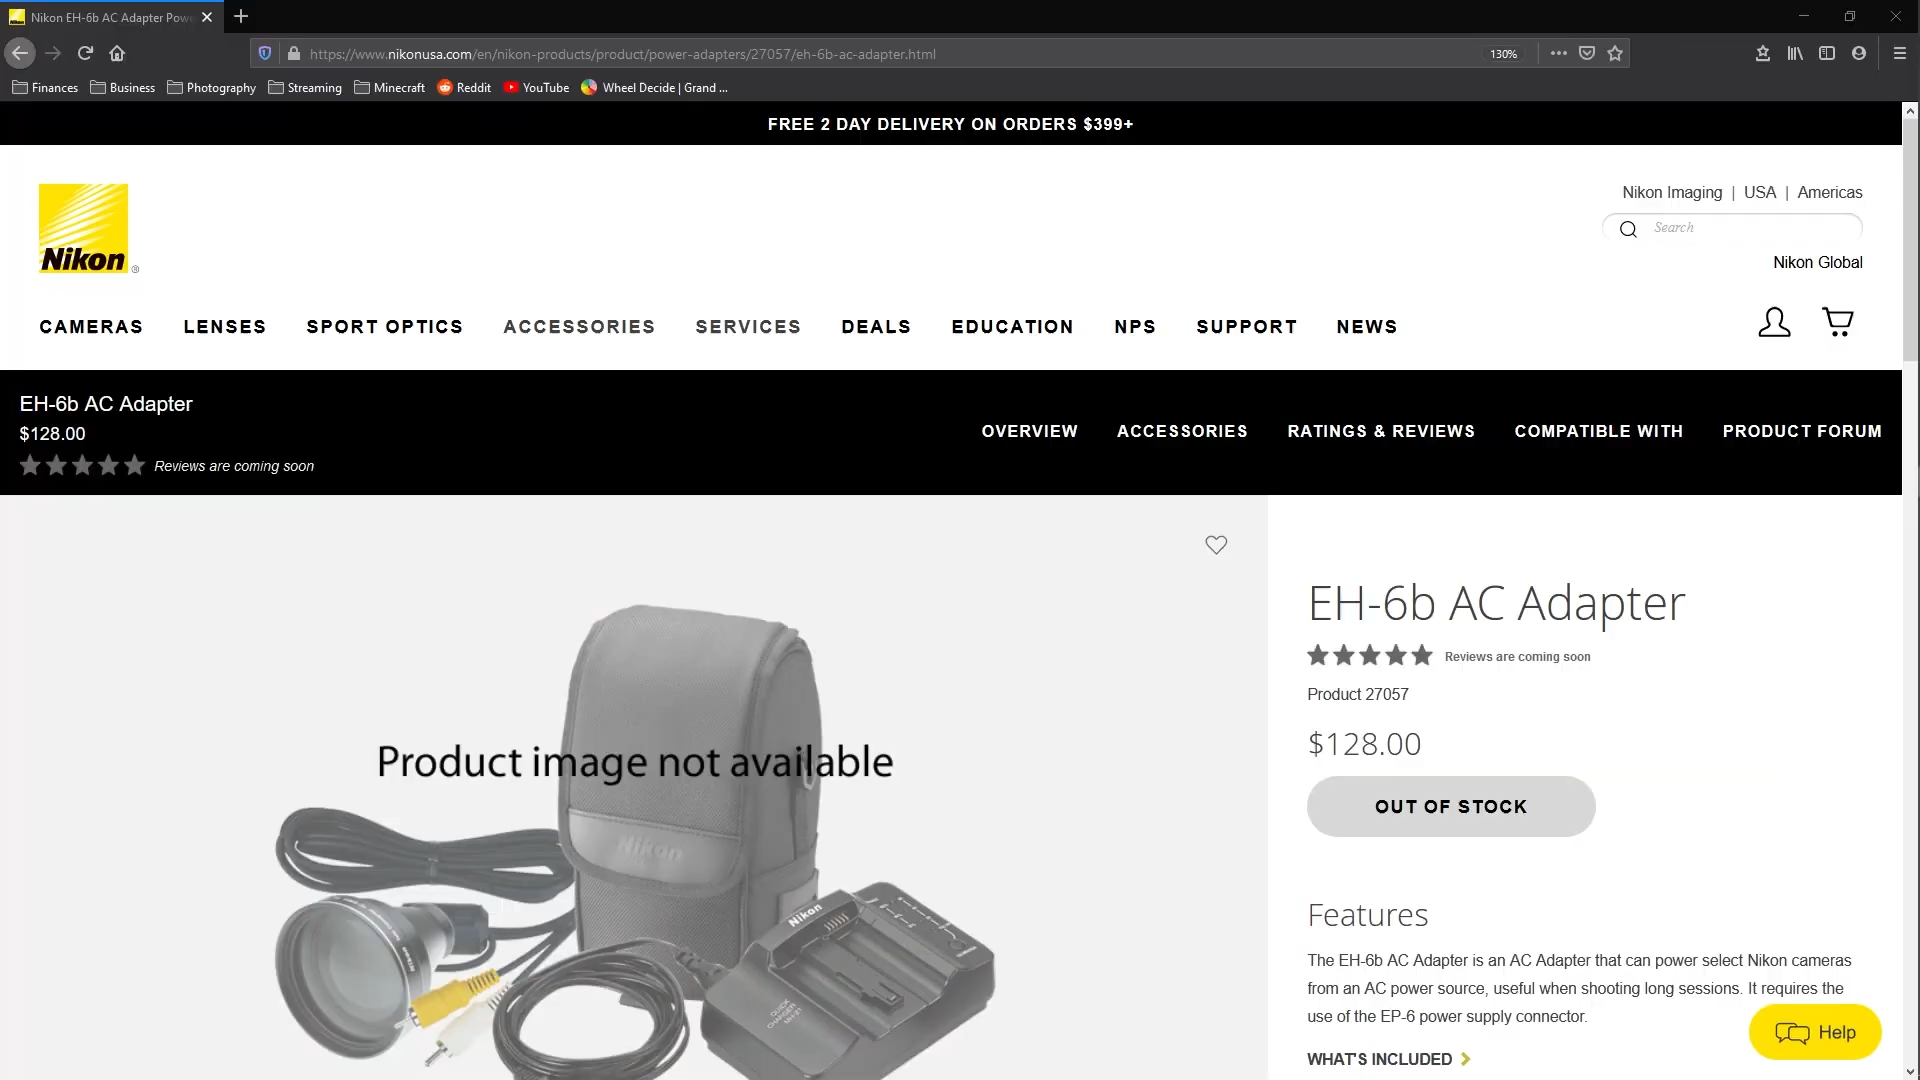 Nikon EH-6b AC Adapter Powe
https://www.nikonusa.com/en/nikon-products/product/power-adapters/27057/eh-6b-ac-adapter.html
130%
Finances
Business
Photography
Streaming
Minecraft
Reddit
YouTube
Wheel Decide | Grand ...
FREE 2 DAY DELIVERY ON ORDERS $399+
Nikon ®
Nikon Imaging | USA | Americas
Search
Nikon Global
CAMERAS
LENSES
SPORT OPTICS
ACCESSORIES
SERVICES
DEALS
EDUCATION
NPS
SUPPORT
NEWS
EH-6b AC Adapter
$128.00
Reviews are coming soon
OVERVIEW
ACCESSORIES
RATINGS & REVIEWS
COMPATIBLE WITH
PRODUCT FORUM
Product image not available
Nikon
Nikon
QUICK
CHARGER
EH-6b AC Adapter
Reviews are coming soon
Product 27057
$128.00
OUT OF STOCK
Features
The EH-6b AC Adapter is an AC Adapter that can power select Nikon cameras
from an AC power source, useful when shooting long sessions. It requires the
use of the EP-6 power supply connector.
WHAT'S INCLUDED
Help